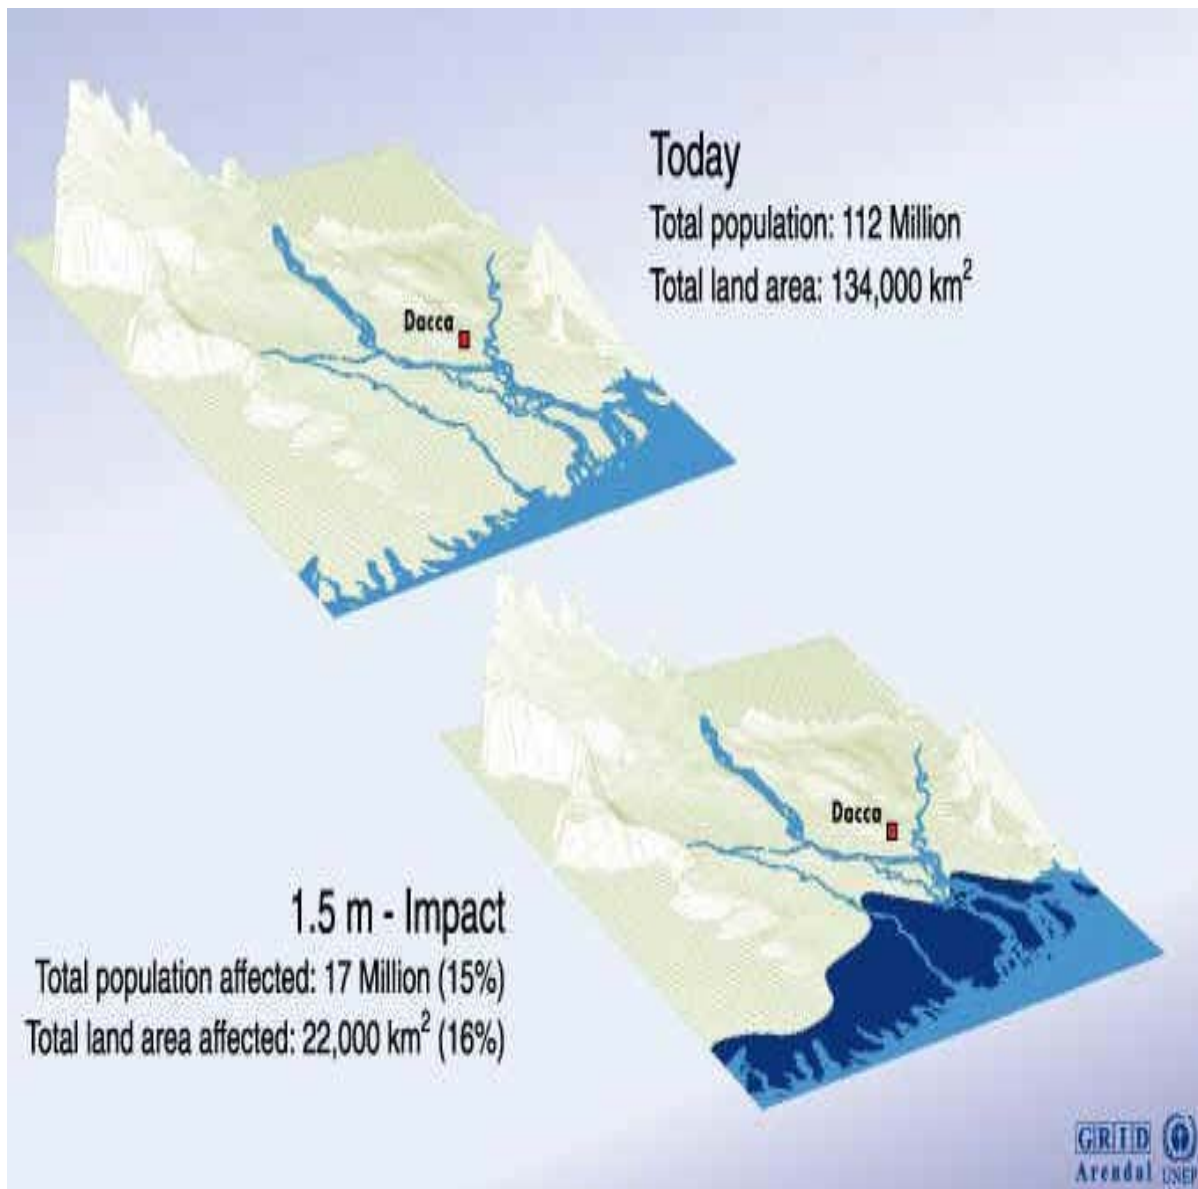 Today
Total population: 112 Million
Total land area: 134,000 km²
Dacca
Dacca
1.5 m - Impact
Total population affected: 17 Million (15%)
Total land area affected: 22,000 km² (16%)
GRID
Arendal
UNEP